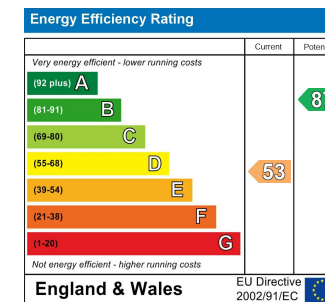 Energy Efficiency Rating
Current
Very energy efficient - lower running costs
(92 plus) A
(81-91) B
(69-80) C
(55-68) D
53
(39-54) E
(21-38) F
(1-20) G
Not energy efficient - higher running costs
England & Wales
EU Directive
2002/91/EC